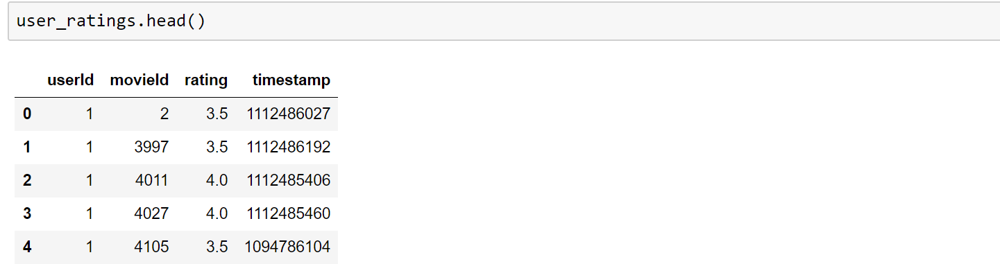 user_ratings.head()
userId movieId rating timestamp
0 1 2 3.5 1112486027
1 1 3997 3.5 1112486192
2 1 4011 4.0 1112485406
3 1 4027 4.0 1112485460
4 1 4105 3.5 1094786104